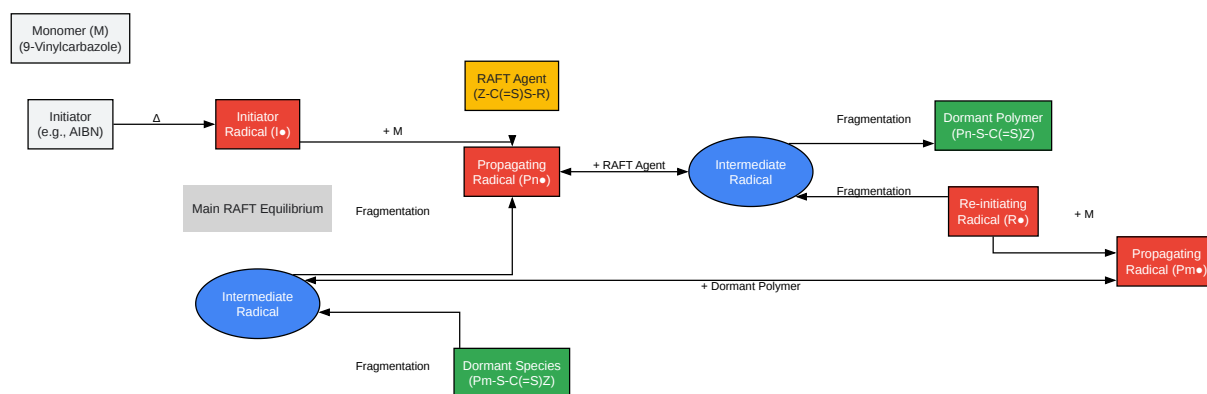 Monomer (M)
(9-Vinylcarbazole)
RAFT Agent
(Z-C(=S)S-R)
Initiator
(e.g., AIBN)
Δ
Initiator
Radical (I●)
+ M
Propagating
Radical (Pn●)
+ RAFT Agent
Intermediate
Radical
Fragmentation
Dormant Polymer
(Pn-S-C(=S)Z)
Fragmentation
Re-initiating
Radical (R●)
+ M
Propagating
Radical (Pm●)
Main RAFT Equilibrium
Fragmentation
Intermediate
Radical
+ Dormant Polymer
Fragmentation
Dormant Species
(Pm-S-C(=S)Z)